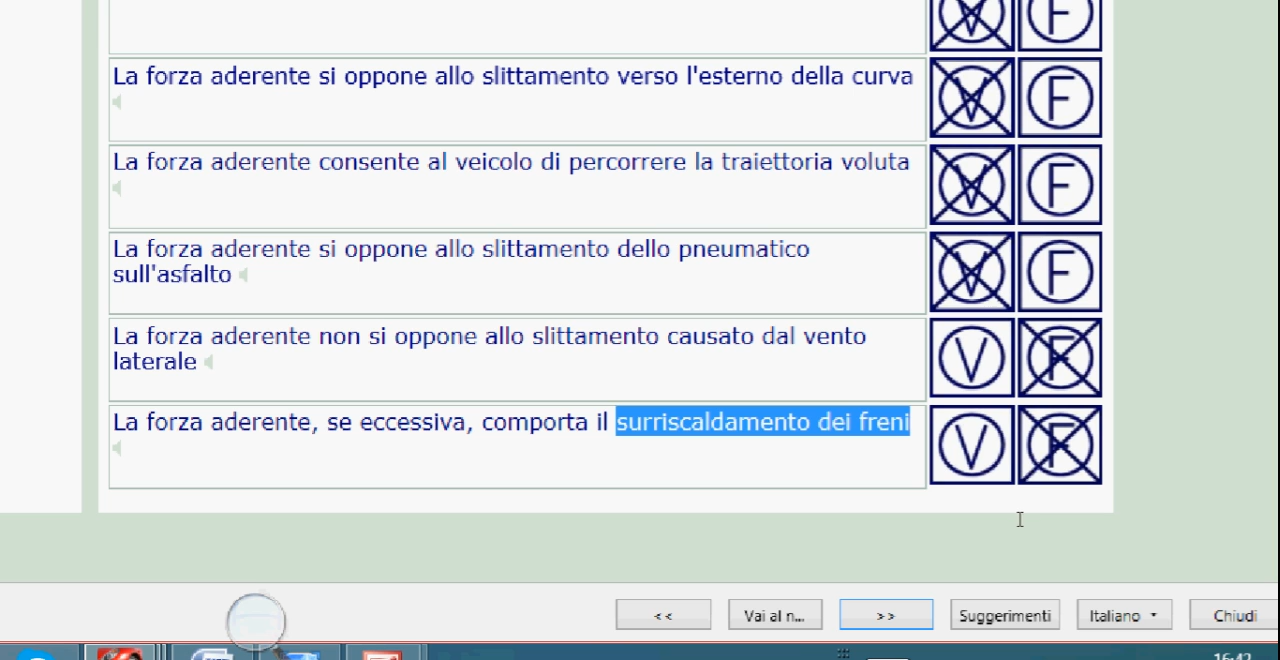 V F
La forza aderente si oppone allo slittamento verso l'esterno della curva V F
La forza aderente consente al veicolo di percorrere la traiettoria voluta V F
La forza aderente si oppone allo slittamento dello pneumatico
sull'asfalto V F
La forza aderente non si oppone allo slittamento causato dal vento
laterale V F
La forza aderente, se eccessiva, comporta il surriscaldamento dei freni V F
<< Vai al n... >> Suggerimenti Italiano Chiudi
16:42